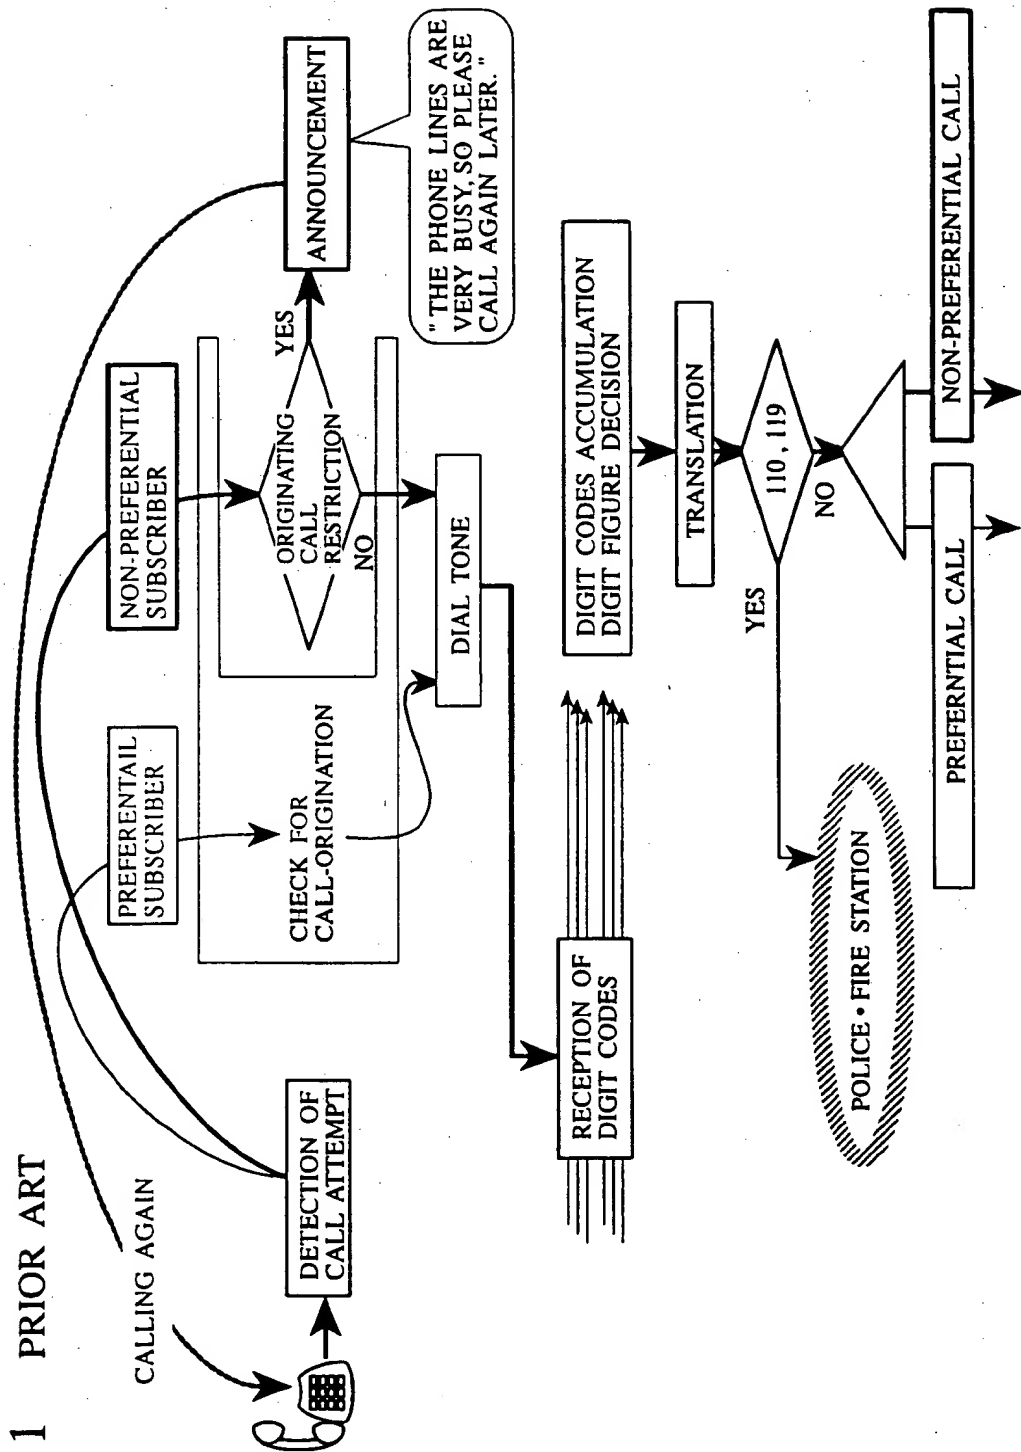 1 PRIOR ART
CALLING AGAIN
DETECTION OF
CALL ATTEMPT
PREFERENTAIL
SUBSCRIBER
NON-PREFERENTIAL
SUBSCRIBER
CHECK FOR
CALL-ORIGINATION
ORIGINATING
CALL
RESTRICTION
YES
NO
ANNOUNCEMENT
" THE PHONE LINES ARE
VERY BUSY, SO PLEASE
CALL AGAIN LATER. "
DIAL TONE
RECEPTION OF
DIGIT CODES
DIGIT CODES ACCUMULATION
DIGIT FIGURE DECISION
TRANSLATION
110, 119
YES
NO
POLICE • FIRE STATION
PREFERNTIAL CALL
NON-PREFERENTIAL CALL